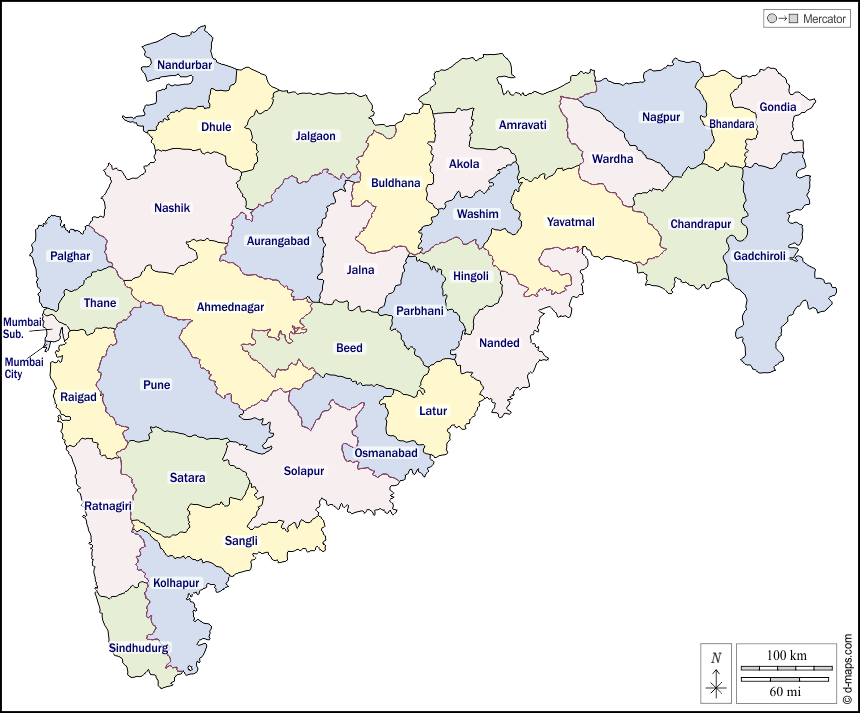 Mercator
Nandurbar
Dhule
Jalgaon
Buldhana
Akola
Amravati
Wardha
Nagpur
Bhandara
Gondia
Nashik
Aurangabad
Jalna
Washim
Yavatmal
Chandrapur
Gadchiroli
Palghar
Thane
Ahmednagar
Hingoli
Parbhani
Mumbai
Sub.
Mumbai
City
Beed
Nanded
Raigad
Pune
Latur
Osmanabad
Satara
Solapur
Ratnagiri
Sangli
Kolhapur
Sindhudurg
N
100 km
60 mi
© d-maps.com